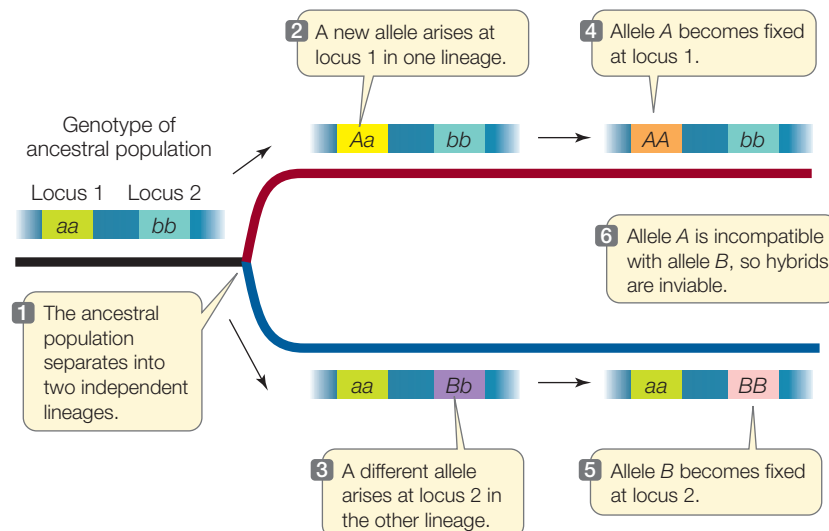 2 A new allele arises at
locus 1 in one lineage.
4 Allele A becomes fixed
at locus 1.
Genotype of
ancestral population
Locus 1 Locus 2
aa bb
Aa bb
AA bb
6 Allele A is incompatible
with allele B, so hybrids
are inviable.
1 The ancestral
population
separates into
two independent
lineages.
aa Bb
aa BB
3 A different allele
arises at locus 2 in
the other lineage.
5 Allele B becomes fixed
at locus 2.